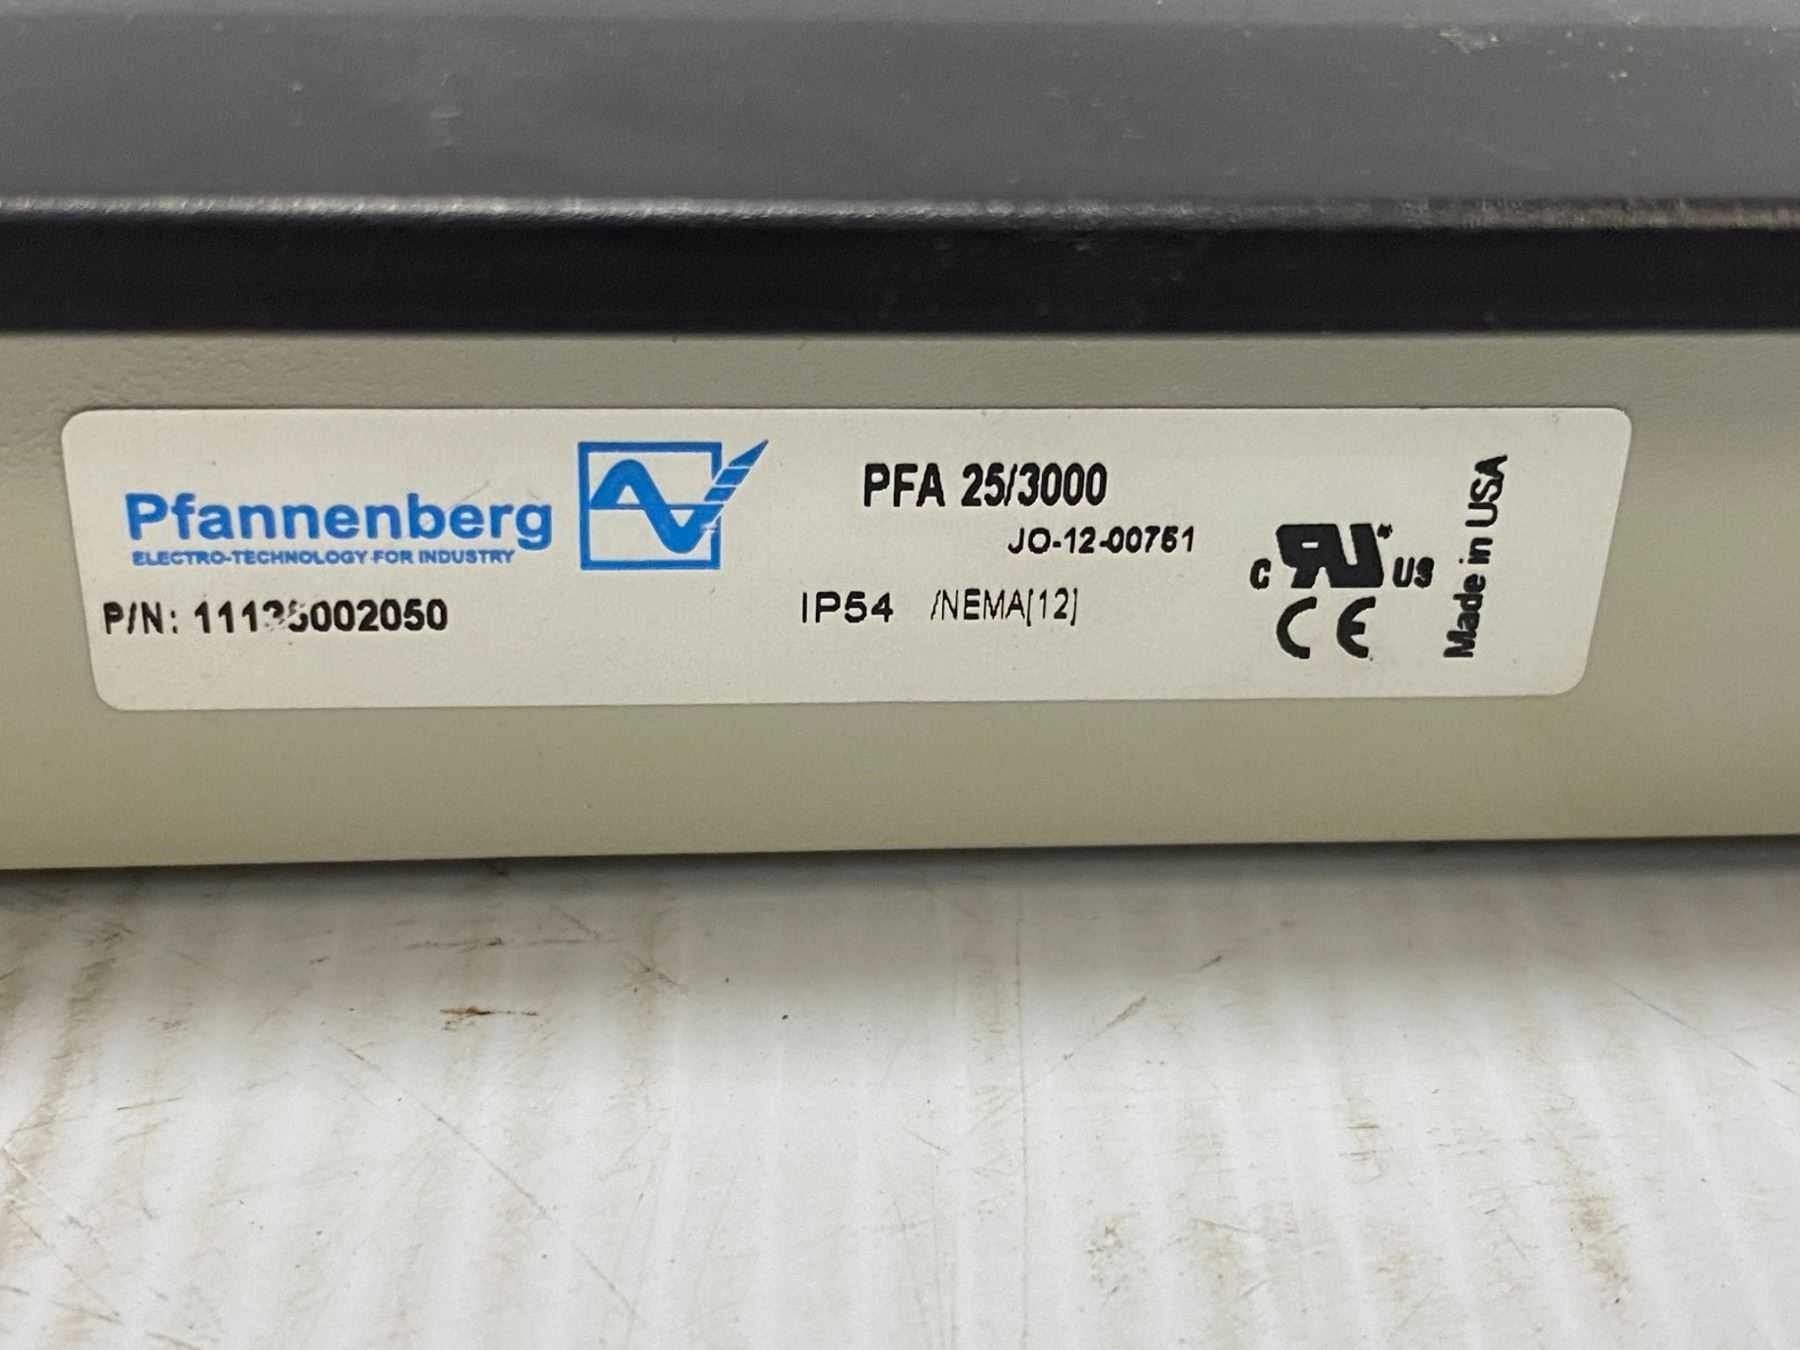 Pfannenberg
ELECTRO-TECHNOLOGY FOR INDUSTRY
PFA 25/3000
JO-12-00751
P/N:
IP54 /NEMA[12]
C UR US
CE
Made in USA